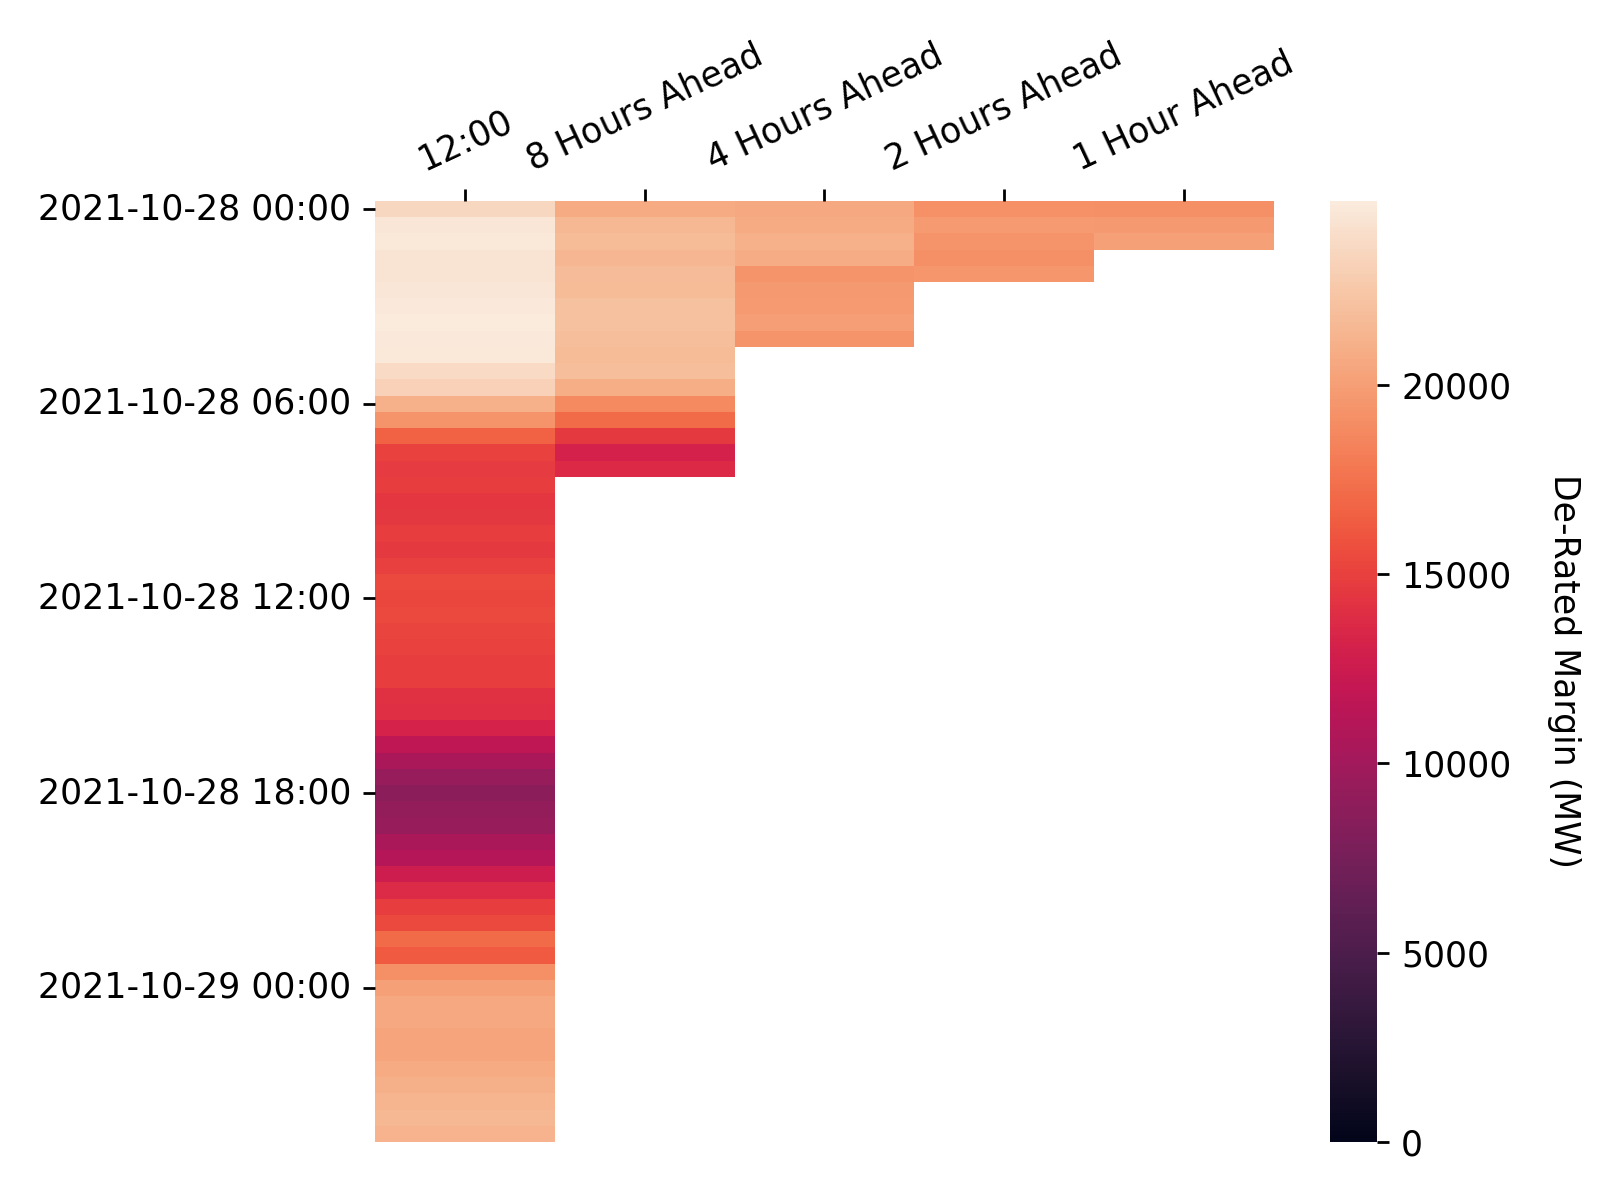 12:00
8 Hours Ahead
4 Hours Ahead
2 Hours Ahead
1 Hour Ahead
2021-10-28 00:00
2021-10-28 06:00
2021-10-28 12:00
2021-10-28 18:00
2021-10-29 00:00
20000
15000
10000
5000
0
De-Rated Margin (MW)